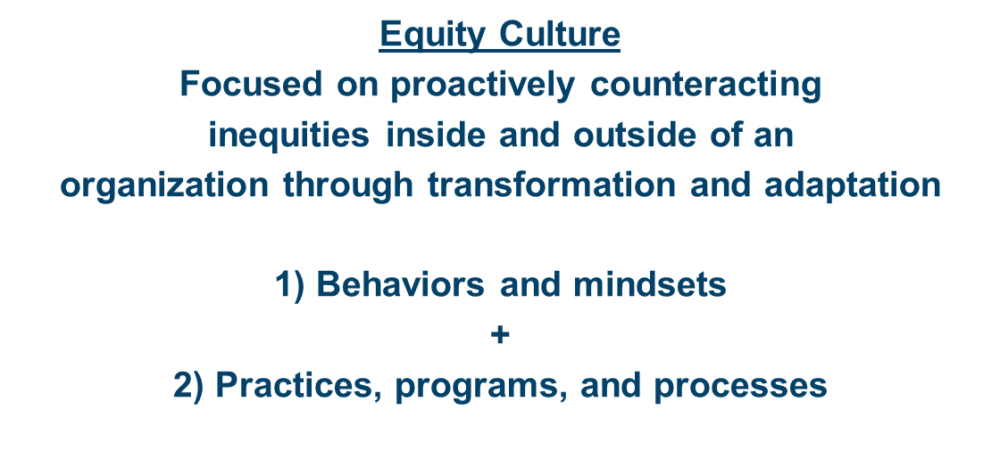 Equity Culture
Focused on proactively counteracting
inequities inside and outside of an
organization through transformation and adaptation
1) Behaviors and mindsets
+
2) Practices, programs, and processes